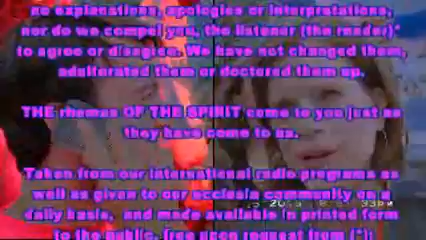 no explanations, apologies or interpretations,
nor do we compel you, the listener (the reader)*
to agree or disagree. We have not changed them,
adulterated them or doctored them up.
THE rhemas OF THE SPIRIT come to you just as
they have come to us.
Taken from our international radio programs as
well as given to our ecclesia community on a
daily basis, and made available in printed form
to the public, free upon request from (*);